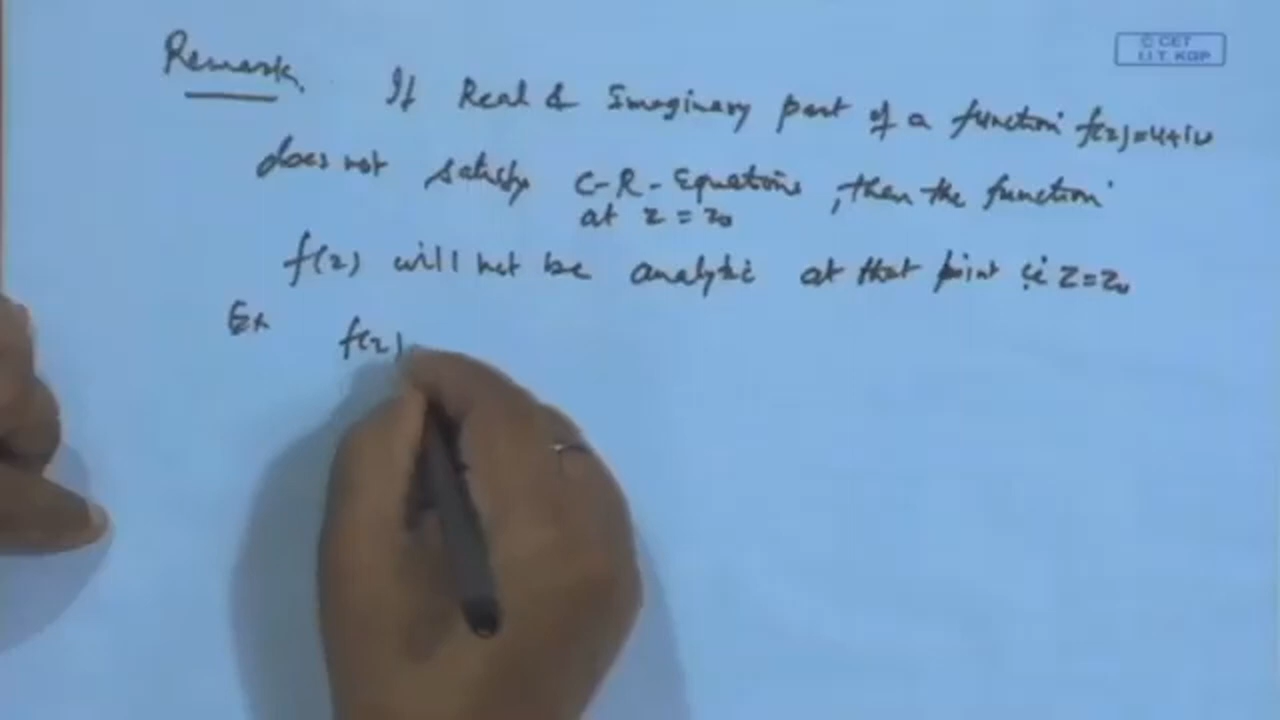 © CET
I.I.T. KGP
Remark. If Real & Imaginary part of a function f(z)=u+iv
does not satisfy C-R-Equations, then the function
at z = z₀
f(z) will not be analytic at that point ie z=z₀
Ex f(z)